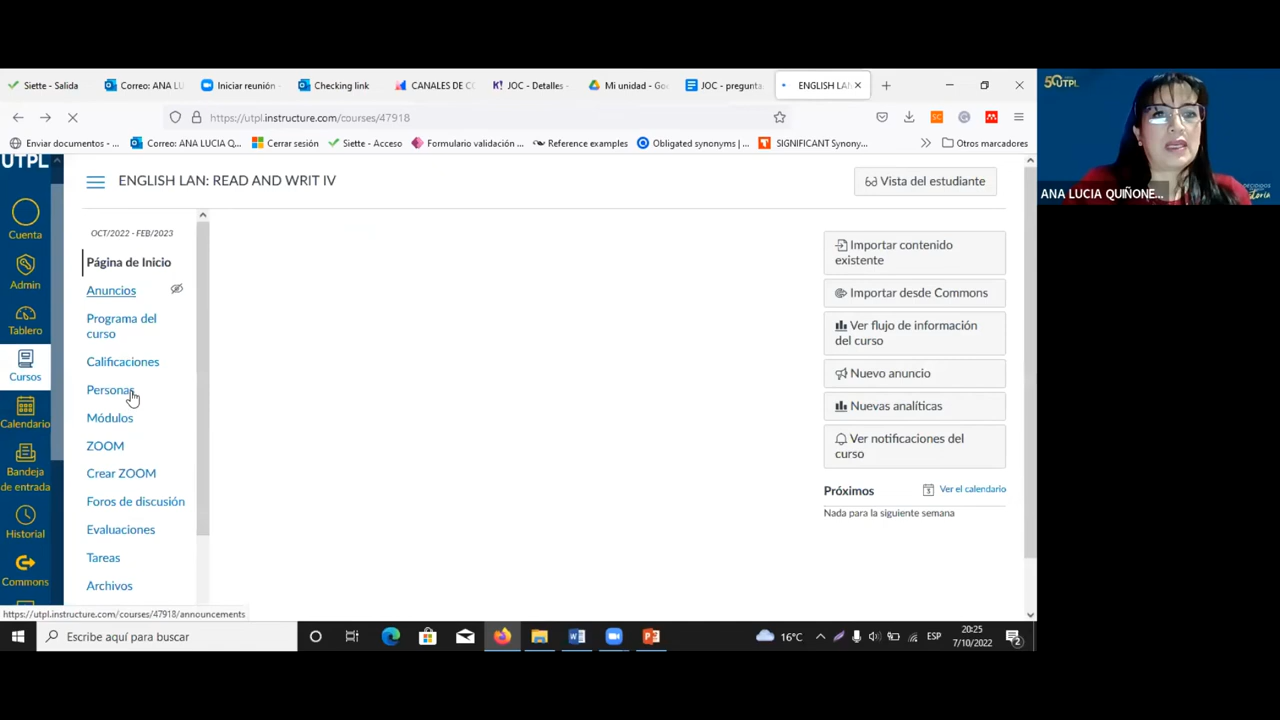 Siette - Salida
Correo: ANA LU
Iniciar reunión
Checking link
CANALES DE CO
JOC - Detalles -
Mi unidad - Goo
JOC - pregunta
ENGLISH LAN
https://utpl.instructure.com/courses/47918
Enviar documentos - ...
Correo: ANA LUCIA Q...
Cerrar sesión
Siette - Acceso
Formulario validación ...
Reference examples
Obligated synonyms | ...
SIGNIFICANT Synony...
Otros marcadores
UTPL
ENGLISH LAN: READ AND WRIT IV
Vista del estudiante
Cuenta
Admin
Tablero
Cursos
Calendario
Bandeja
de entrada
Historial
Commons
OCT/2022 - FEB/2023
Página de Inicio
Anuncios
Programa del
curso
Calificaciones
Personas
Módulos
ZOOM
Crear ZOOM
Foros de discusión
Evaluaciones
Tareas
Archivos
Importar contenido
existente
Importar desde Commons
Ver flujo de información
del curso
Nuevo anuncio
Nuevas analíticas
Ver notificaciones del
curso
Próximos
Ver el calendario
Nada para la siguiente semana
https://utpl.instructure.com/courses/47918/announcements
Escribe aquí para buscar
16°C
ESP
20:25
7/10/2022
2
50 UTPL
ANA LUCIA QUIÑONE...
DECIDIDOS